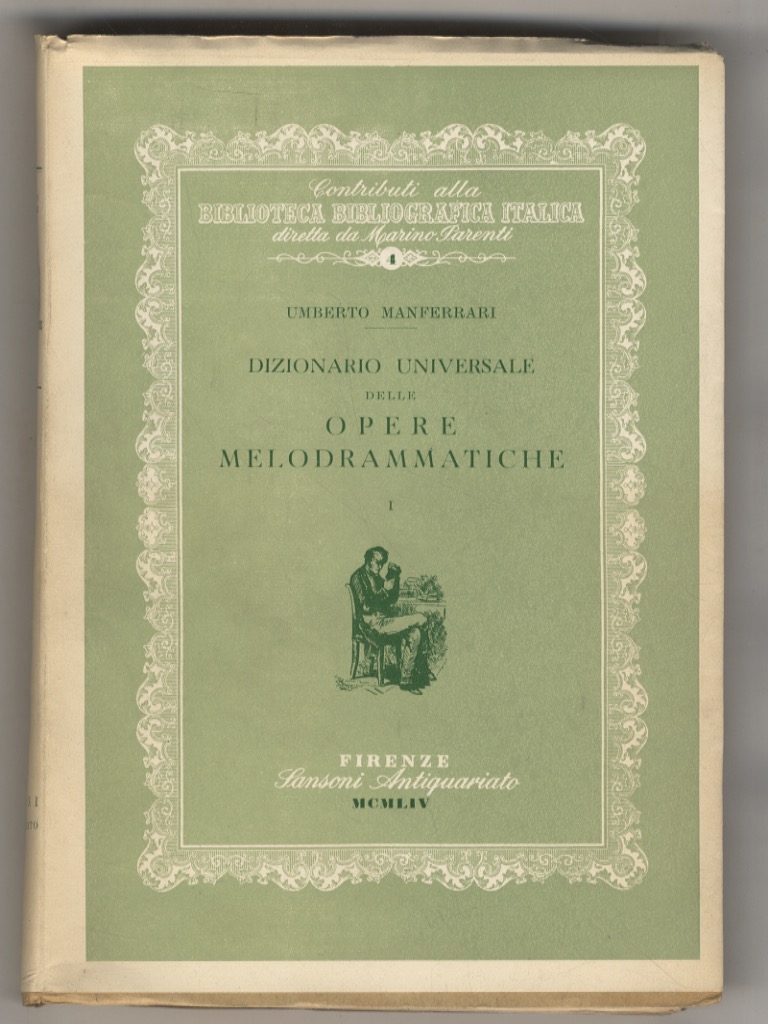 Contributi alla
BIBLIOTECA BIBLIOGRAFICA ITALICA
diretta da Marino Parenti
4
UMBERTO MANFERRARI
DIZIONARIO UNIVERSALE
DELLE
OPERE
MELODRAMMATICHE
I
FIRENZE
Sansoni Antiquariato
MCMLIV